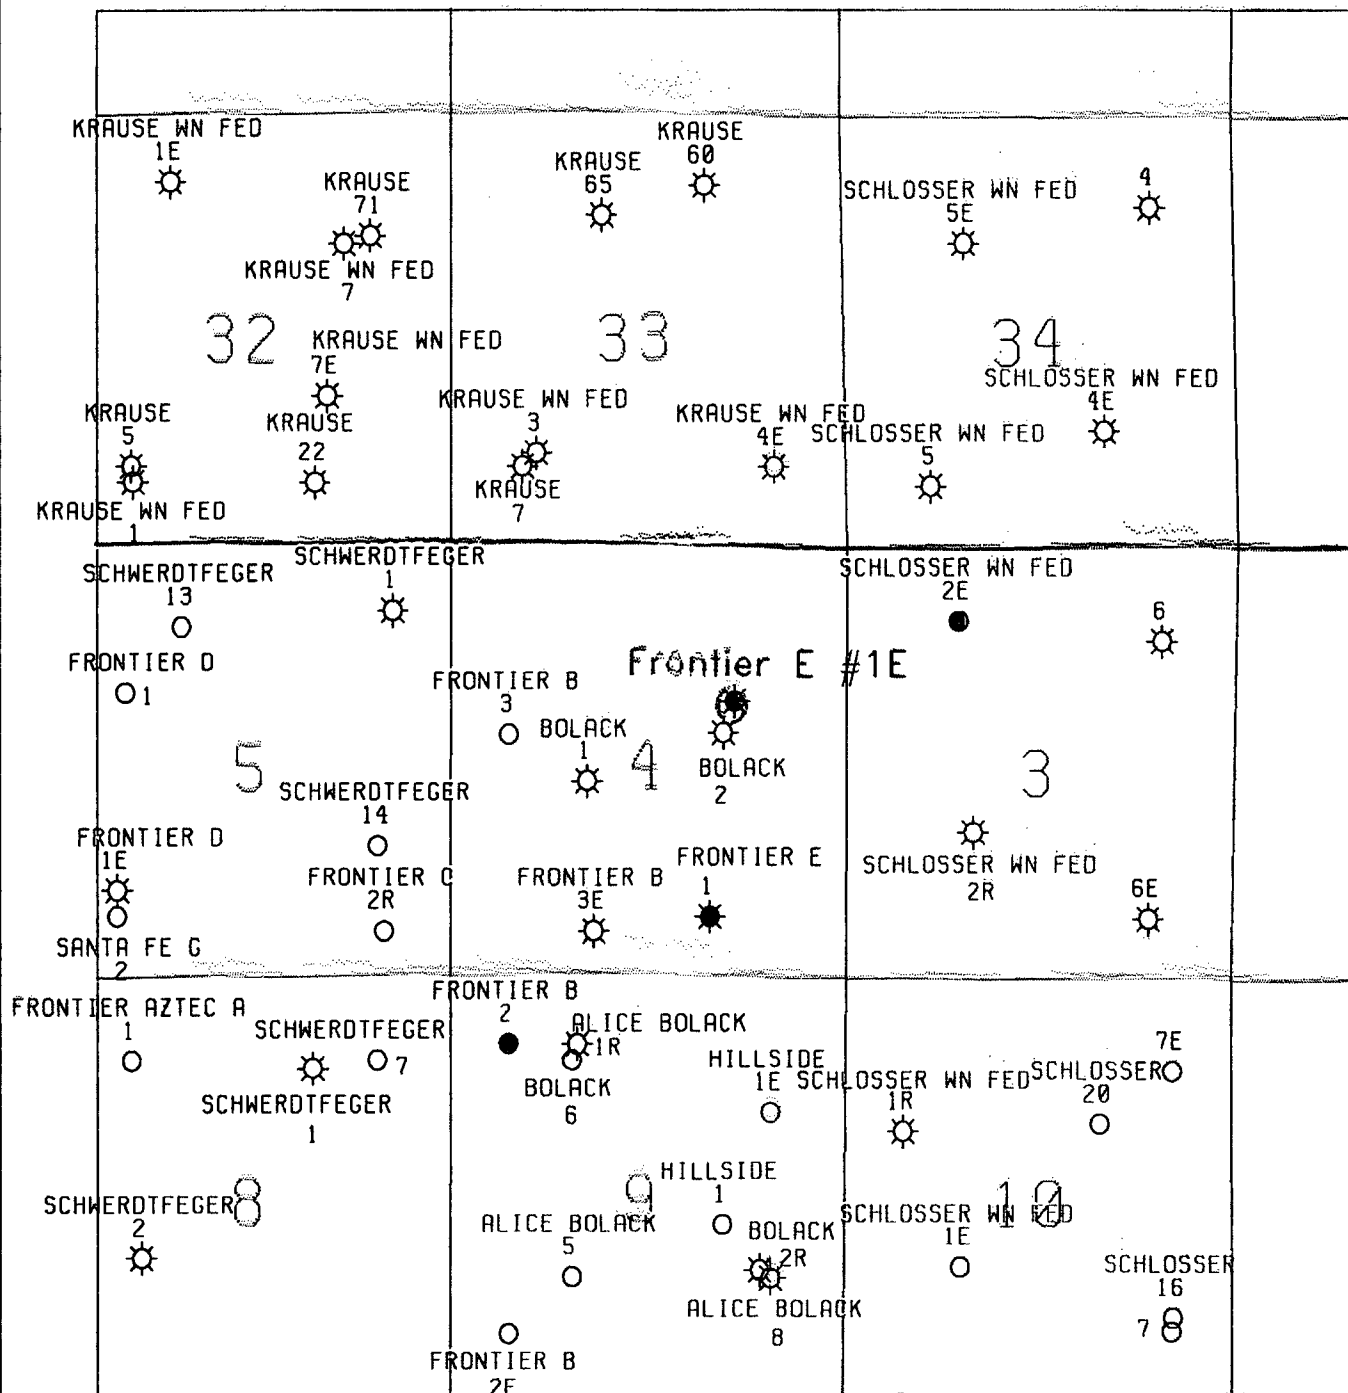 KRAUSE WN FED
1E
KRAUSE
71
KRAUSE WN FED
7
KRAUSE
65
KRAUSE
60
SCHLOSSER WN FED
5E
4
32
33
34
KRAUSE WN FED
7E
KRAUSE
5
KRAUSE
22
KRAUSE WN FED
1
KRAUSE WN FED
3
KRAUSE
7
KRAUSE WN FED
4E
SCHLOSSER WN FED
5
SCHLOSSER WN FED
4E
SCHWERDTFEGER
13
SCHWERDTFEGER
1
FRONTIER D
1
SCHLOSSER WN FED
2E
6
Frontier E #1E
FRONTIER B
3
BOLACK
1
BOLACK
2
5
4
3
SCHWERDTFEGER
14
FRONTIER D
1E
FRONTIER C
2R
SANTA FE G
2
FRONTIER B
3E
FRONTIER E
1
SCHLOSSER WN FED
2R
6E
FRONTIER AZTEC A
1
SCHWERDTFEGER
7
SCHWERDTFEGER
1
FRONTIER B
2
ALICE BOLACK
1R
BOLACK
6
HILLSIDE
1E
SCHLOSSER WN FED
1R
SCHLOSSER
20
7E
8
9
10
SCHWERDTFEGER
2
HILLSIDE
1
ALICE BOLACK
5
BOLACK
2R
ALICE BOLACK
8
SCHLOSSER WN FED
1E
SCHLOSSER
16
7
FRONTIER B
2E